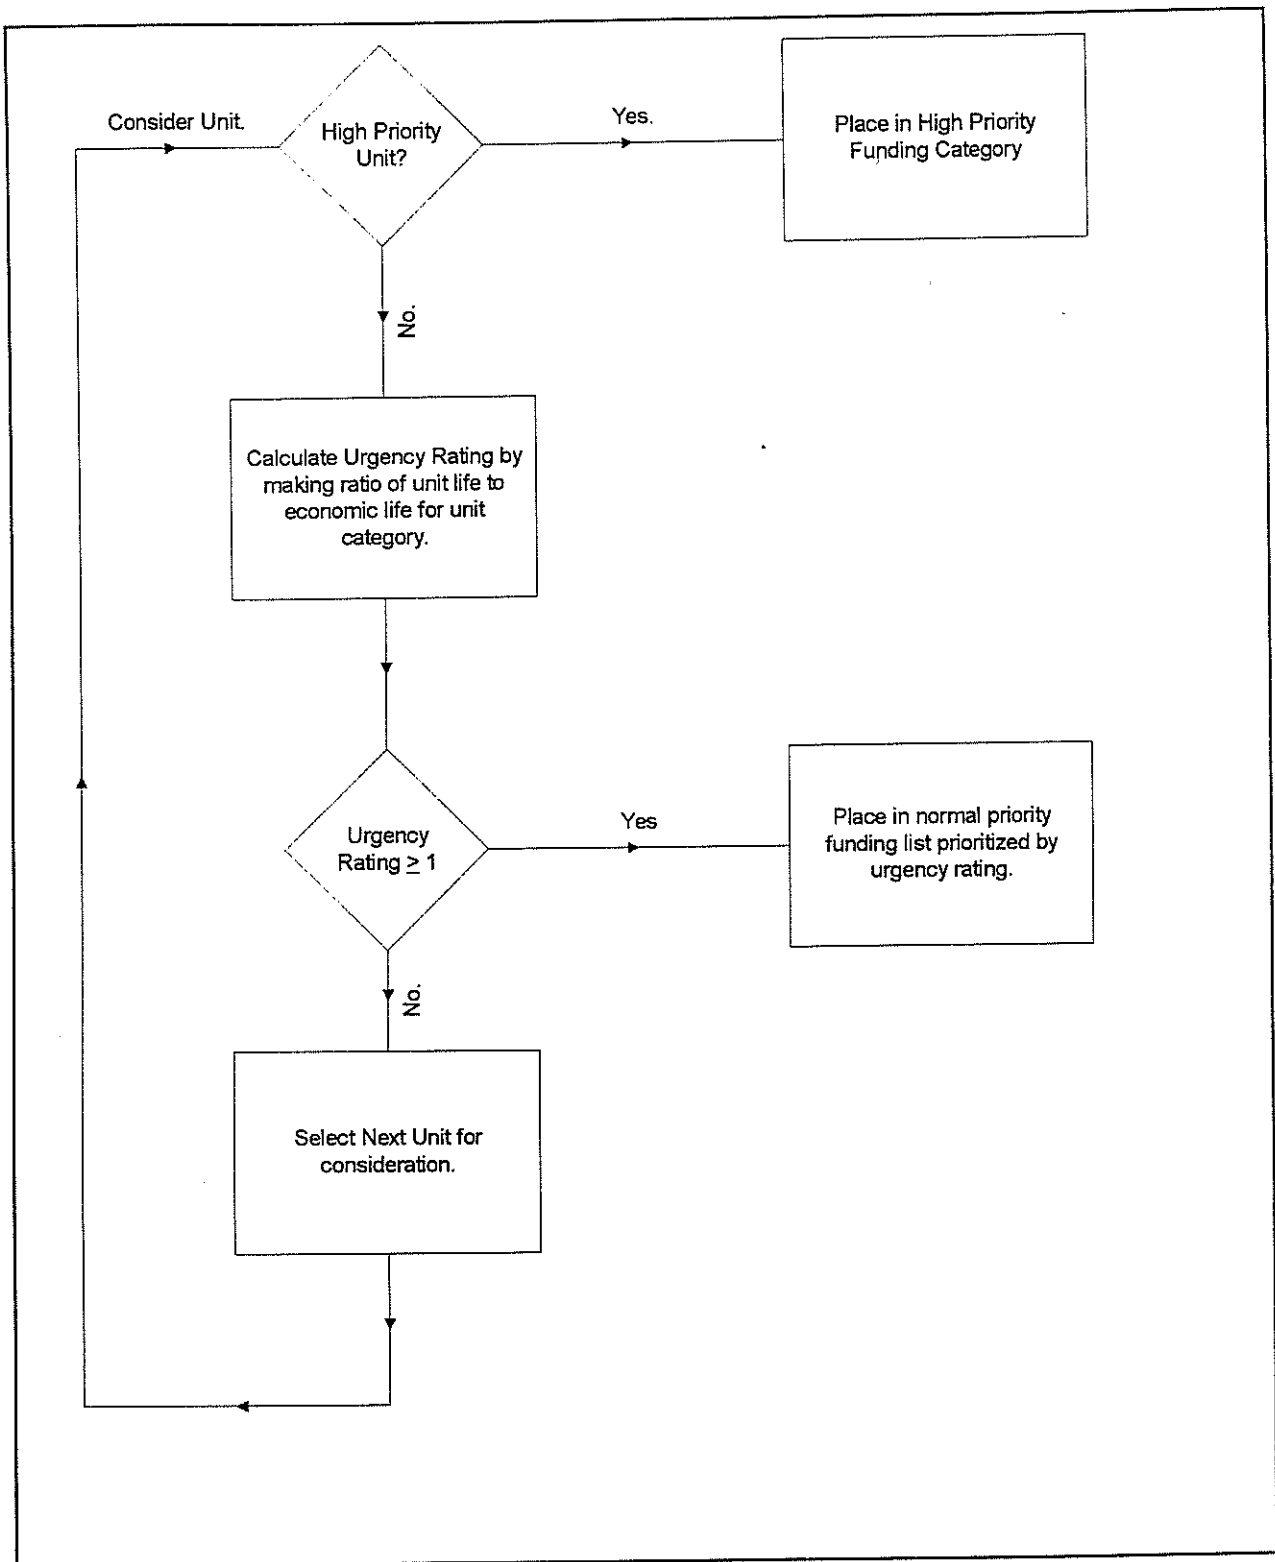 Consider Unit.
High Priority
Unit?
Yes.
Place in High Priority
Funding Category
No.
Calculate Urgency Rating by
making ratio of unit life to
economic life for unit
category.
Urgency
Rating ≥ 1
Yes
Place in normal priority
funding list prioritized by
urgency rating.
No.
Select Next Unit for
consideration.